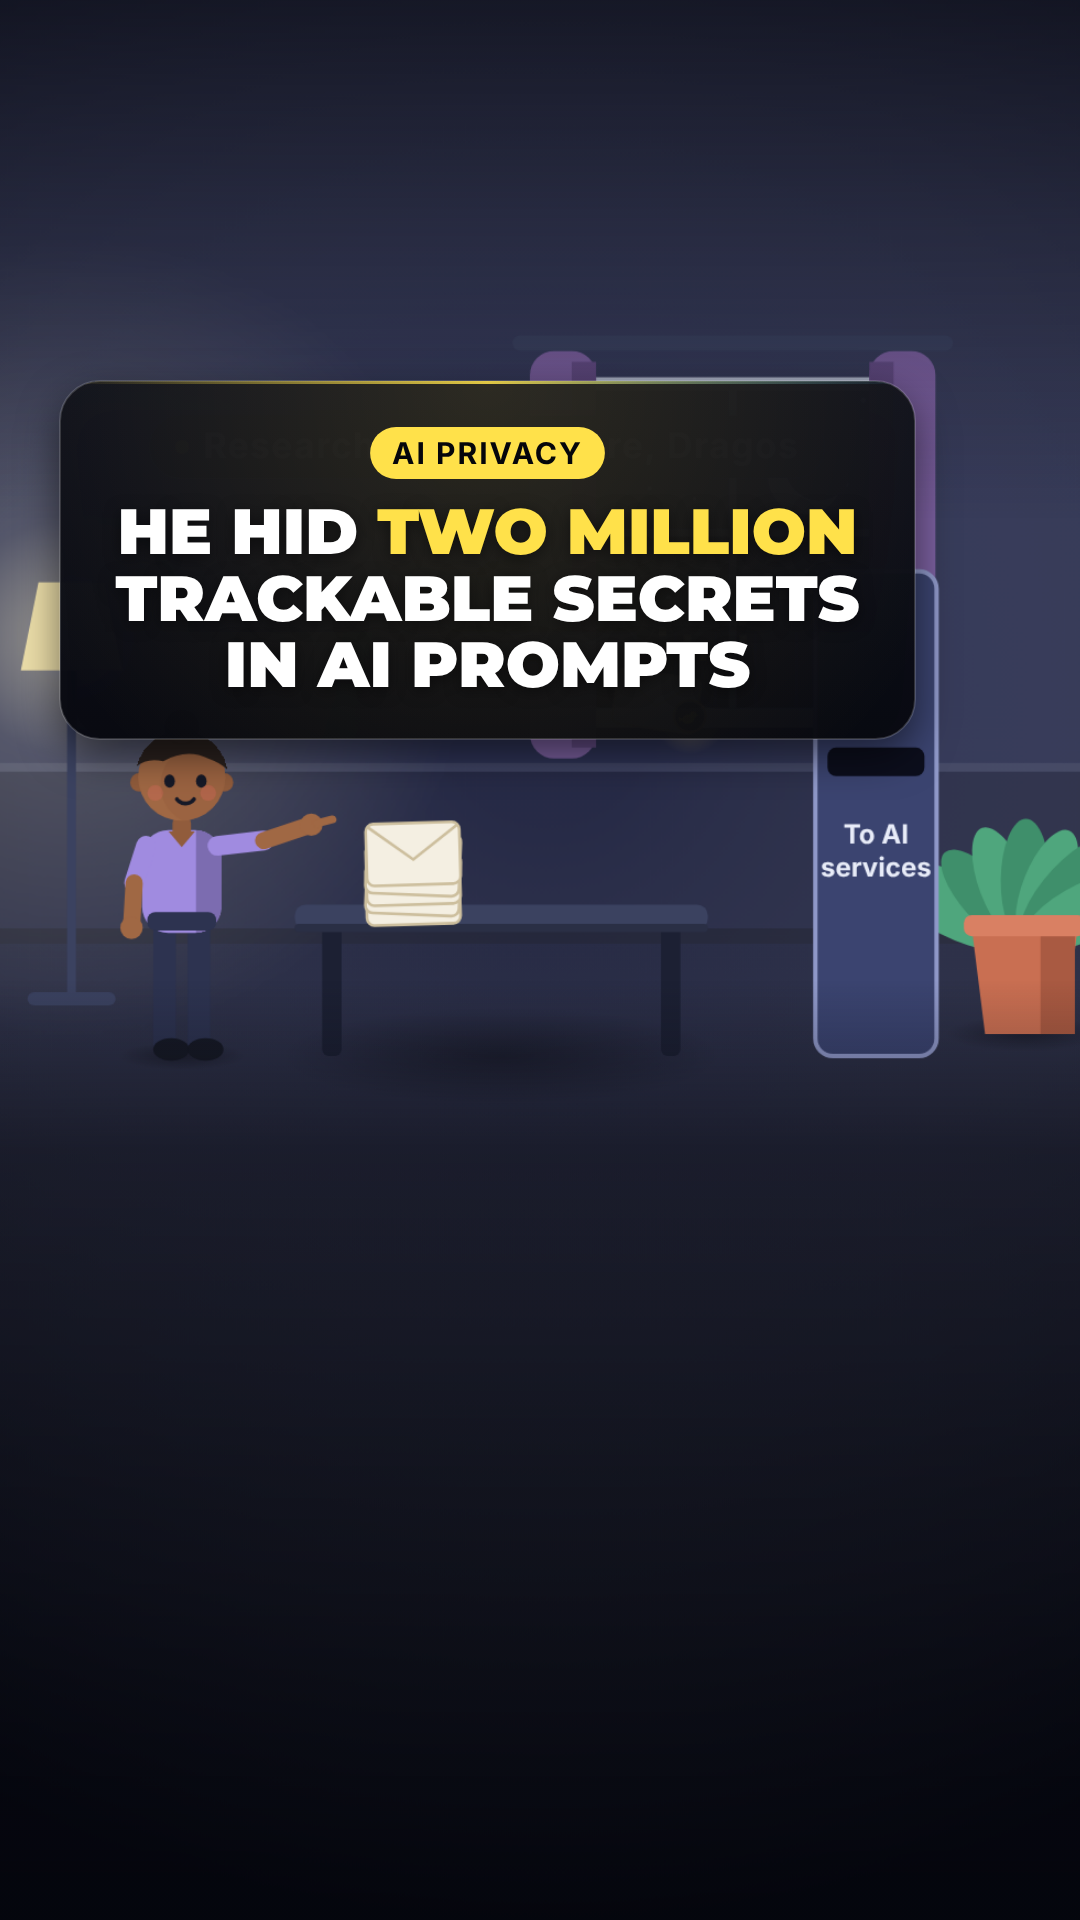 AI PRIVACY
HE HID TWO MILLION
TRACKABLE SECRETS
IN AI PROMPTS
To AI
services